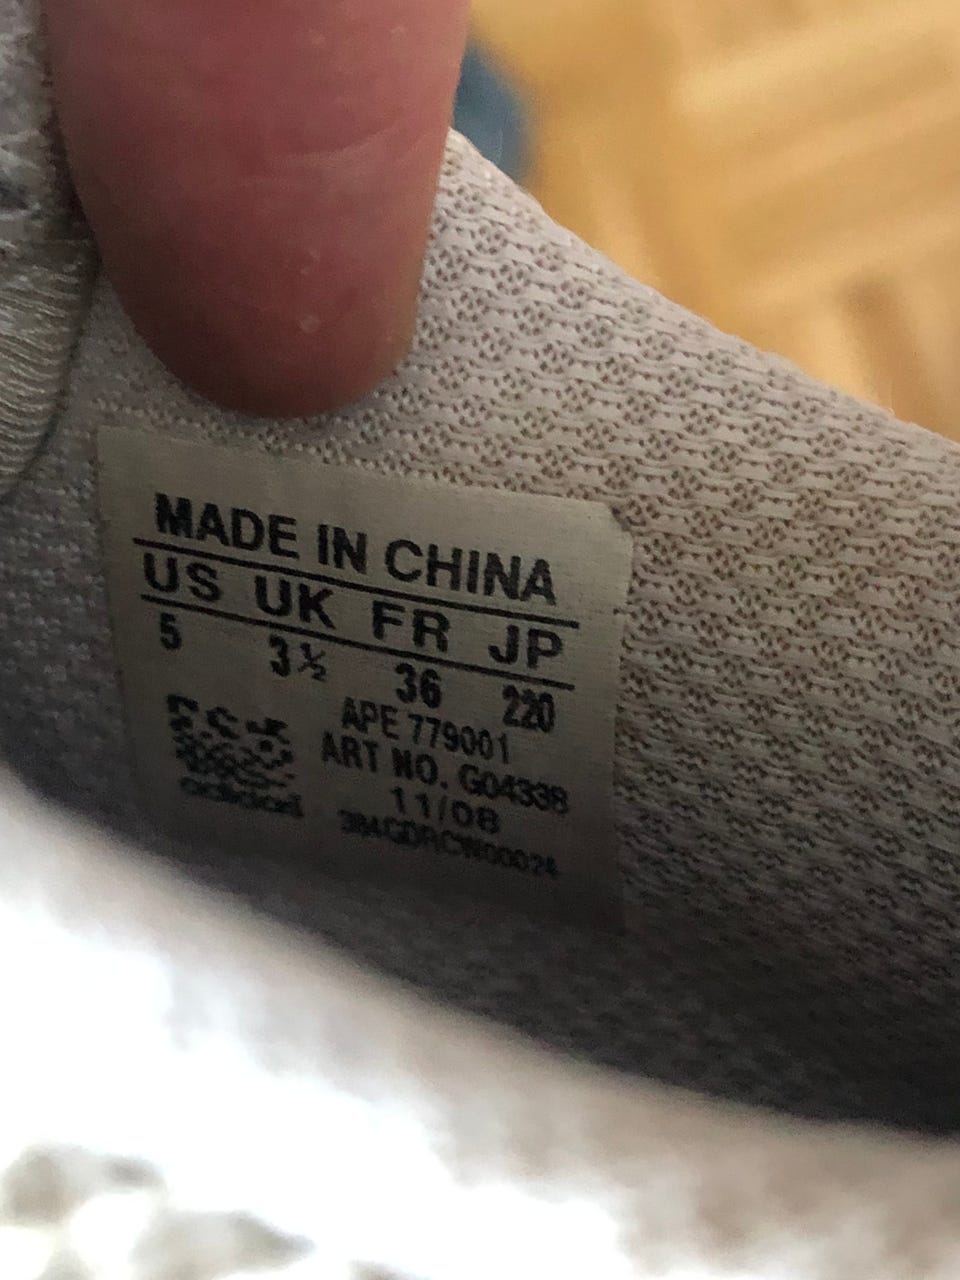 MADE IN CHINA
US UK FR JP
5 3½ 36 220
APE 779001
ART NO. G04338
11/08
adidas